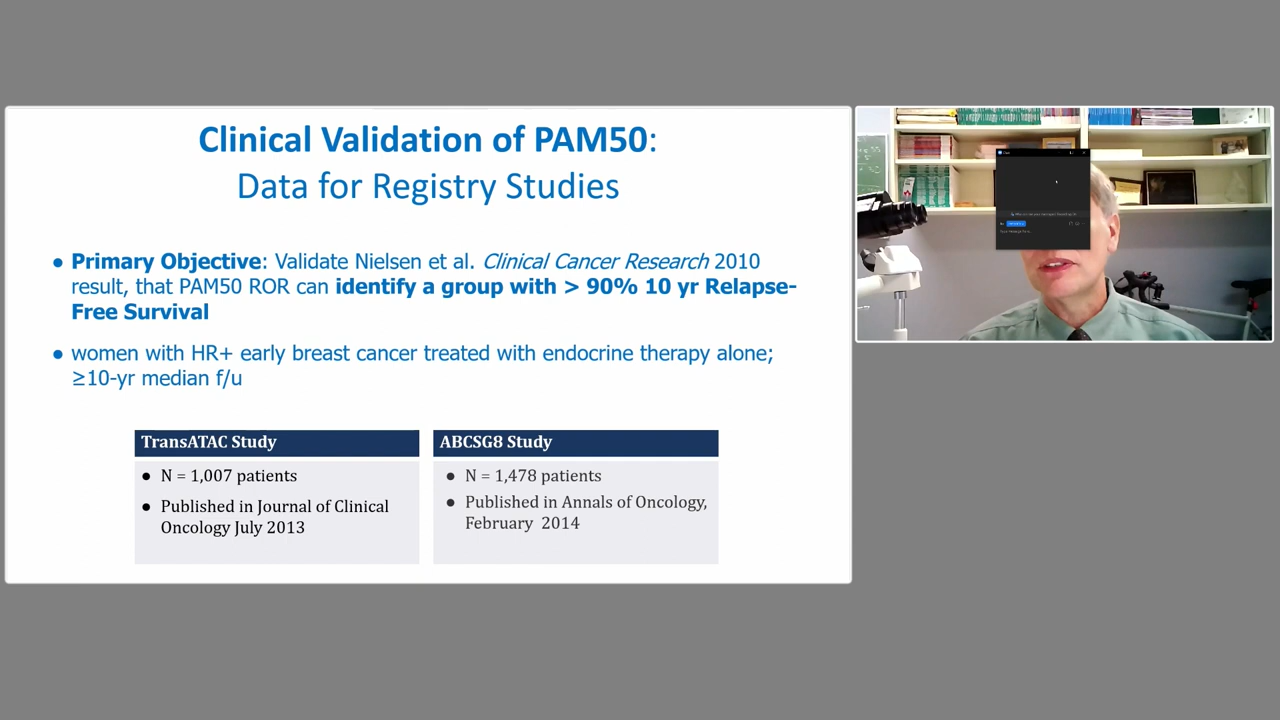 Clinical Validation of PAM50:
Data for Registry Studies
● Primary Objective: Validate Nielsen et al. Clinical Cancer Research 2010
result, that PAM50 ROR can identify a group with > 90% 10 yr Relapse-
Free Survival
● women with HR+ early breast cancer treated with endocrine therapy alone;
≥10-yr median f/u
TransATAC Study
● N = 1,007 patients
● Published in Journal of Clinical
Oncology July 2013
ABCSG8 Study
● N = 1,478 patients
● Published in Annals of Oncology,
February 2014